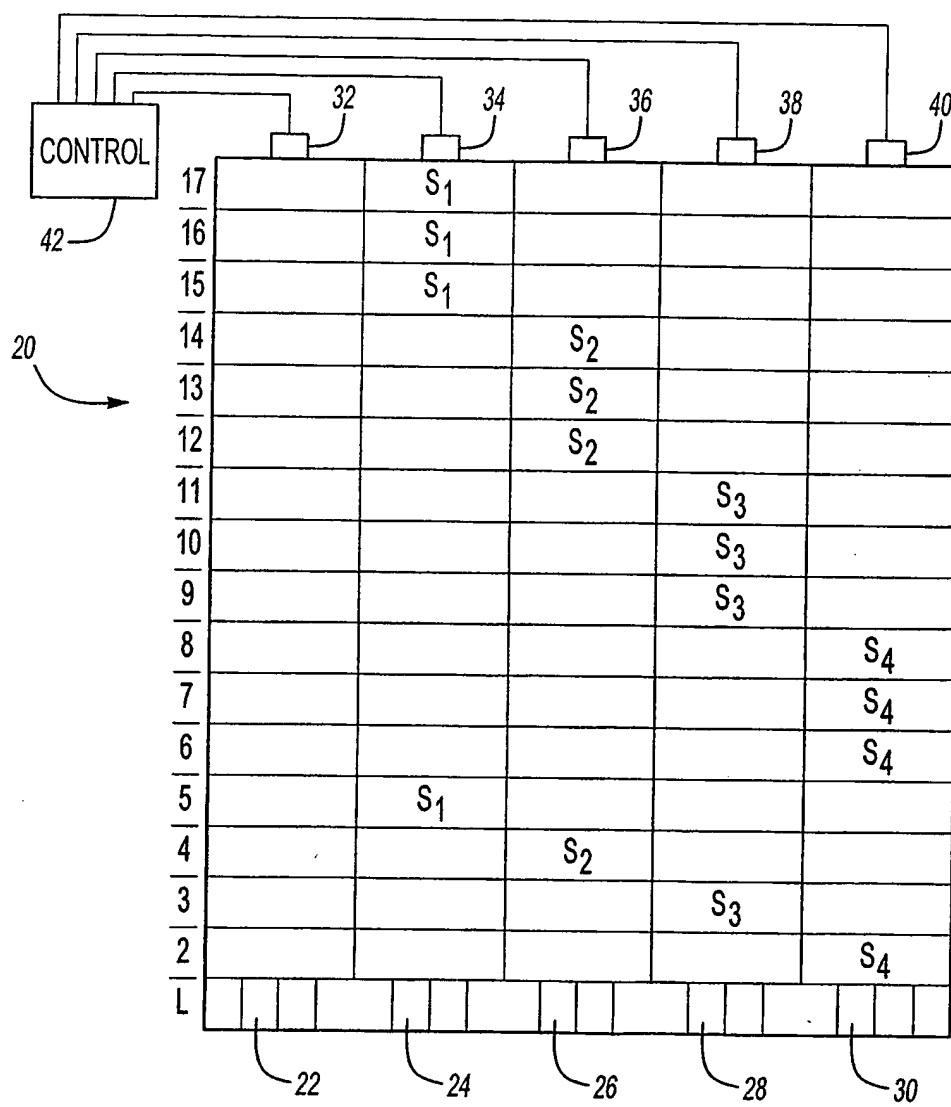 32 34 36 38 40
CONTROL
42
20
17 S1
16 S1
15 S1
14 S2
13 S2
12 S2
11 S3
10 S3
9 S3
8 S4
7 S4
6 S4
5 S1
4 S2
3 S3
2 S4
L
22 24 26 28 30